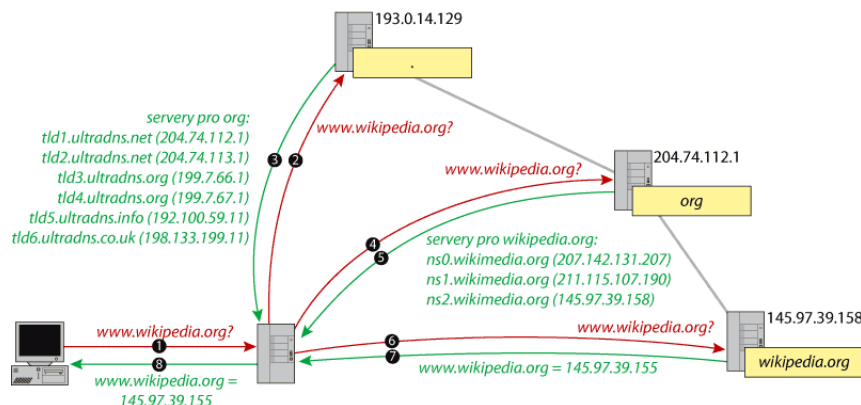 193.0.14.129
.
servery pro org:
tld1.ultradns.net (204.74.112.1)
tld2.ultradns.net (204.74.113.1)
tld3.ultradns.org (199.7.66.1)
tld4.ultradns.org (199.7.67.1)
tld5.ultradns.info (192.100.59.11)
tld6.ultradns.co.uk (198.133.199.11)
3
2
www.wikipedia.org?
204.74.112.1
www.wikipedia.org?
org
4
5
servery pro wikipedia.org:
ns0.wikimedia.org (207.142.131.207)
ns1.wikimedia.org (211.115.107.190)
ns2.wikimedia.org (145.97.39.158)
145.97.39.158
wikipedia.org
www.wikipedia.org?
1
8
www.wikipedia.org =
145.97.39.155
6
www.wikipedia.org?
7
www.wikipedia.org = 145.97.39.155